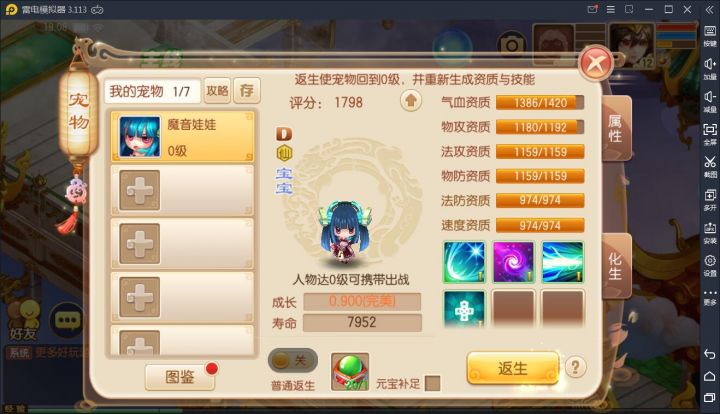 雷电模拟器 3.113
宠物
我的宠物 1/7
攻略
存
魔音娃娃
0级
图鉴
返生使宠物回到0级,并重新生成资质与技能
评分: 1798
D
仙
宝宝
人物达0级可携带出战
成长 0.900(完美)
寿命 7952
关
普通返生
元宝补足
返生
?
气血资质 1386/1420
物攻资质 1180/1192
法攻资质 1159/1159
物防资质 1159/1159
法防资质 974/974
速度资质 974/974
属性
化生
好友
系统 更多好玩
经验
按键
加量
减量
全屏
截图
多开
安装
设置
更多